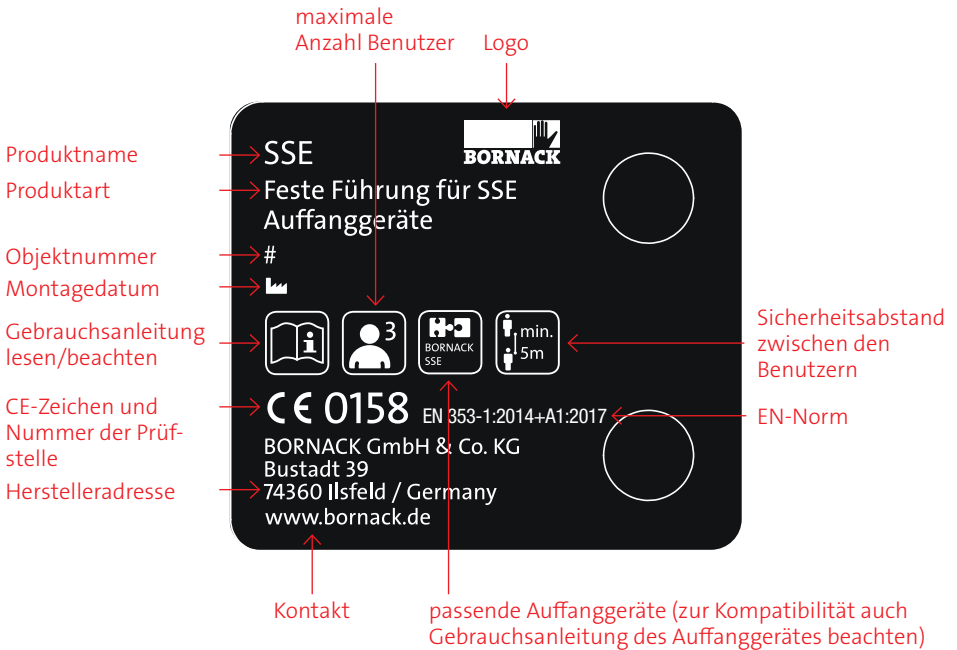 maximale
Anzahl Benutzer
Logo
Produktname
SSE
BORNACK
Produktart
Feste Führung für SSE
Auffanggeräte
Objektnummer
#
Montagedatum
Gebrauchsanleitung
lesen/beachten
i
3
BORNACK
SSE
min.
5m
Sicherheitsabstand
zwischen den
Benutzern
CE-Zeichen und
Nummer der Prüf-
stelle
CE 0158
EN 353-1:2014+A1:2017
EN-Norm
Herstelleradresse
BORNACK GmbH & Co. KG
Bustadt 39
74360 Ilsfeld / Germany
www.bornack.de
Kontakt
passende Auffanggeräte (zur Kompatibilität auch
Gebrauchsanleitung des Auffanggerätes beachten)